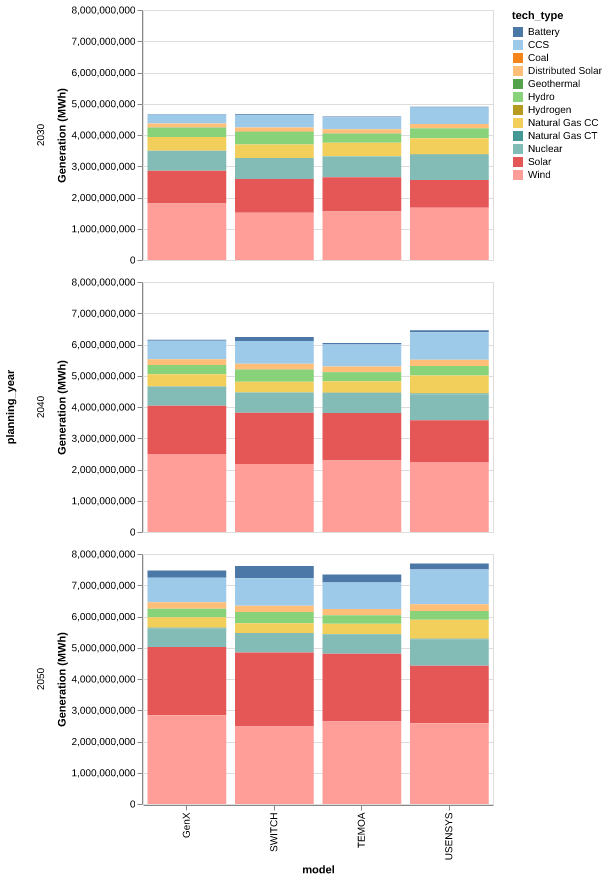 8,000,000,000
7,000,000,000
6,000,000,000
5,000,000,000
4,000,000,000
3,000,000,000
2,000,000,000
1,000,000,000
0
Generation (MWh)
2030
tech_type
Battery
CCS
Coal
Distributed Solar
Geothermal
Hydro
Hydrogen
Natural Gas CC
Natural Gas CT
Nuclear
Solar
Wind
8,000,000,000
7,000,000,000
6,000,000,000
5,000,000,000
4,000,000,000
3,000,000,000
2,000,000,000
1,000,000,000
0
Generation (MWh)
2040
planning_year
8,000,000,000
7,000,000,000
6,000,000,000
5,000,000,000
4,000,000,000
3,000,000,000
2,000,000,000
1,000,000,000
0
Generation (MWh)
2050
GenX
SWITCH
TEMOA
USENSYS
model